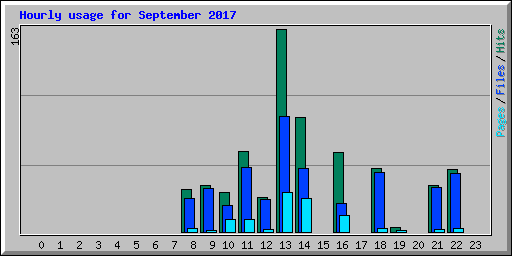 Hourly usage for September 2017
163
Pages/Files/Hits
0 1 2 3 4 5 6 7 8 9 10 11 12 13 14 15 16 17 18 19 20 21 22 23